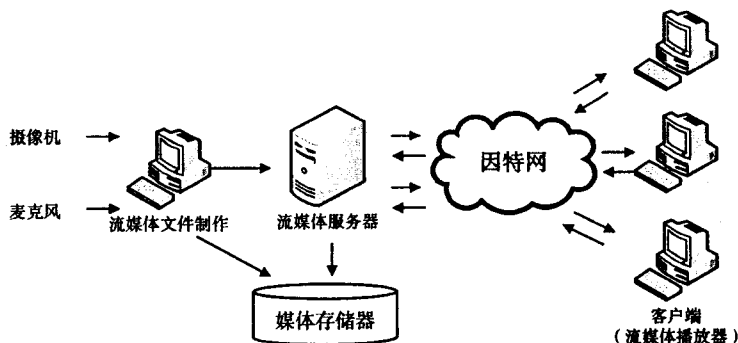 摄像机
麦克风
流媒体文件制作
流媒体服务器
因特网
媒体存储器
客户端
（流媒体播放器）